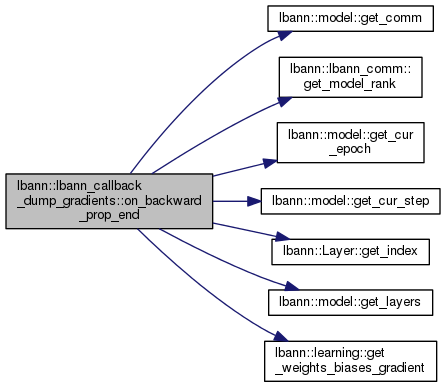 lbann::model::get_comm
lbann::lbann_comm::
get_model_rank
lbann::model::get_cur
_epoch
lbann::lbann_callback
_dump_gradients::on_backward
_prop_end
lbann::model::get_cur_step
lbann::Layer::get_index
lbann::model::get_layers
lbann::learning::get
_weights_biases_gradient